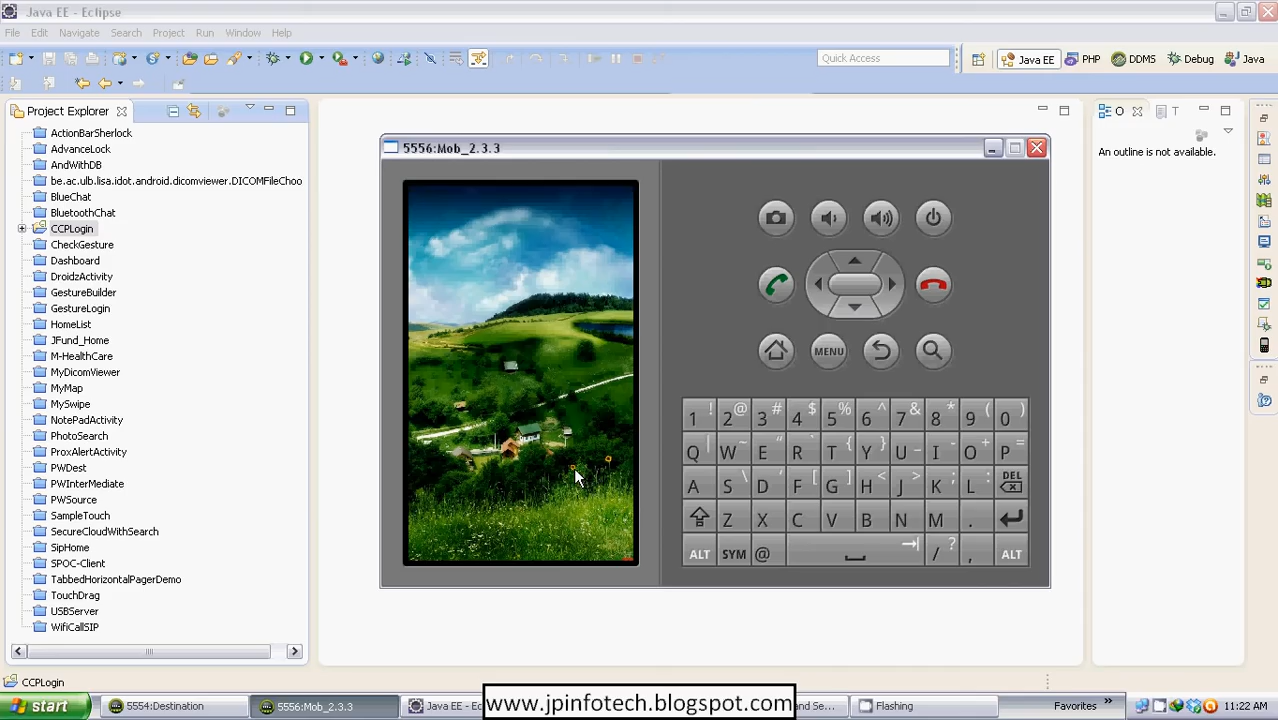 Java EE - Eclipse
File Edit Navigate Search Project Run Window Help
Quick Access
Java EE PHP DDMS Debug Java
Project Explorer
O T
An outline is not available.
ActionBarSherlock
AdvanceLock
AndWithDB
be.ac.ulb.lisa.idot.android.dicomviewer.DICOMFileChoo
BlueChat
BluetoothChat
CCPLogin
CheckGesture
Dashboard
DroidzActivity
GestureBuilder
GestureLogin
HomeList
JFund_Home
M-HealthCare
MyDicomViewer
MyMap
MySwipe
NotePadActivity
PhotoSearch
ProxAlertActivity
PWDest
PWInterMediate
PWSource
SampleTouch
SecureCloudWithSearch
SipHome
SPOC-Client
TabbedHorizontalPagerDemo
TouchDrag
USBServer
WifiCallSIP
5556:Mob_2.3.3
MENU
1 ! 2 @ 3 # 4 $ 5 % 6 ^ 7 & 8 * 9 ( 0 )
Q | W ~ E " R ` T { Y } U _ I - O + P =
A S \ D ' F [ G ] H < J > K ; L : DEL
Z X C V B N M .
ALT SYM @ / ? , ALT
CCPLogin
start 5554:Destination 5556:Mob_2.3.3 Java EE - Ec www.jpinfotech.blogspot.com nd Se... Flashing Favorites » 11:22 AM